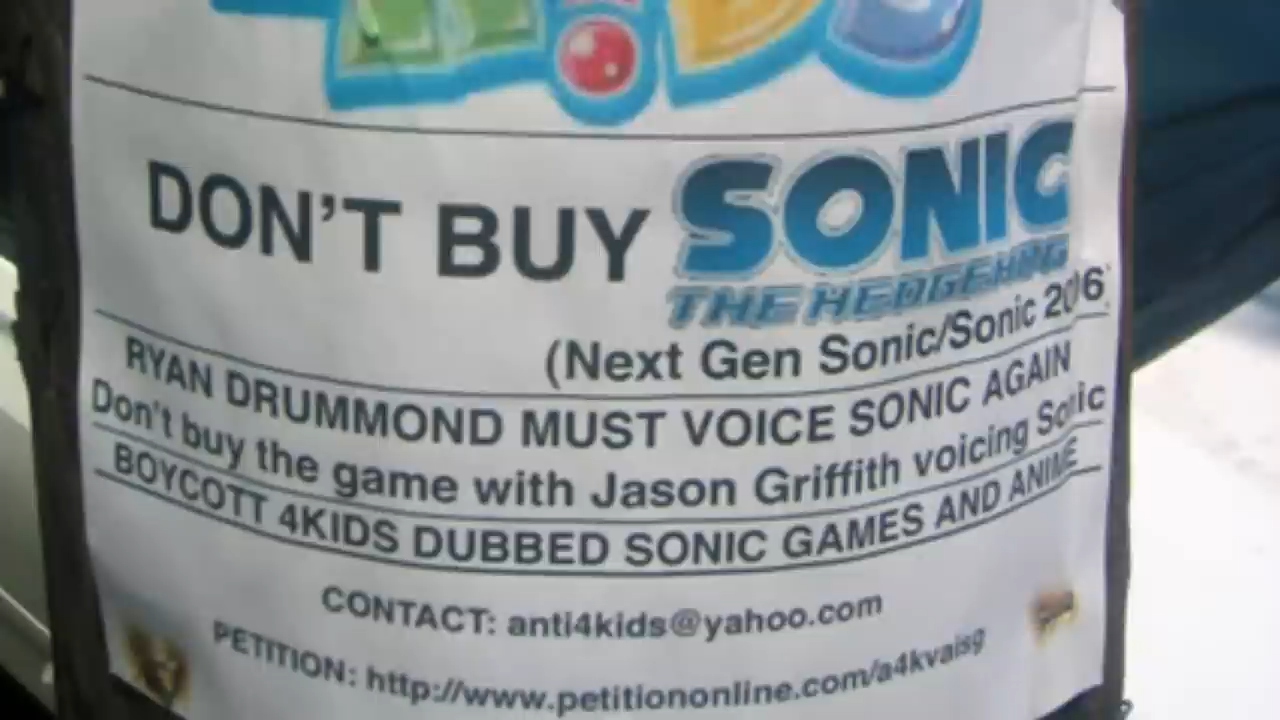 DON'T BUY SONIC
THE HEDGEHOG
(Next Gen Sonic/Sonic 2006)
RYAN DRUMMOND MUST VOICE SONIC AGAIN
Don't buy the game with Jason Griffith voicing Sonic
BOYCOTT 4KIDS DUBBED SONIC GAMES AND ANIME
CONTACT: anti4kids@yahoo.com
PETITION: http://www.petitiononline.com/a4kvaisg